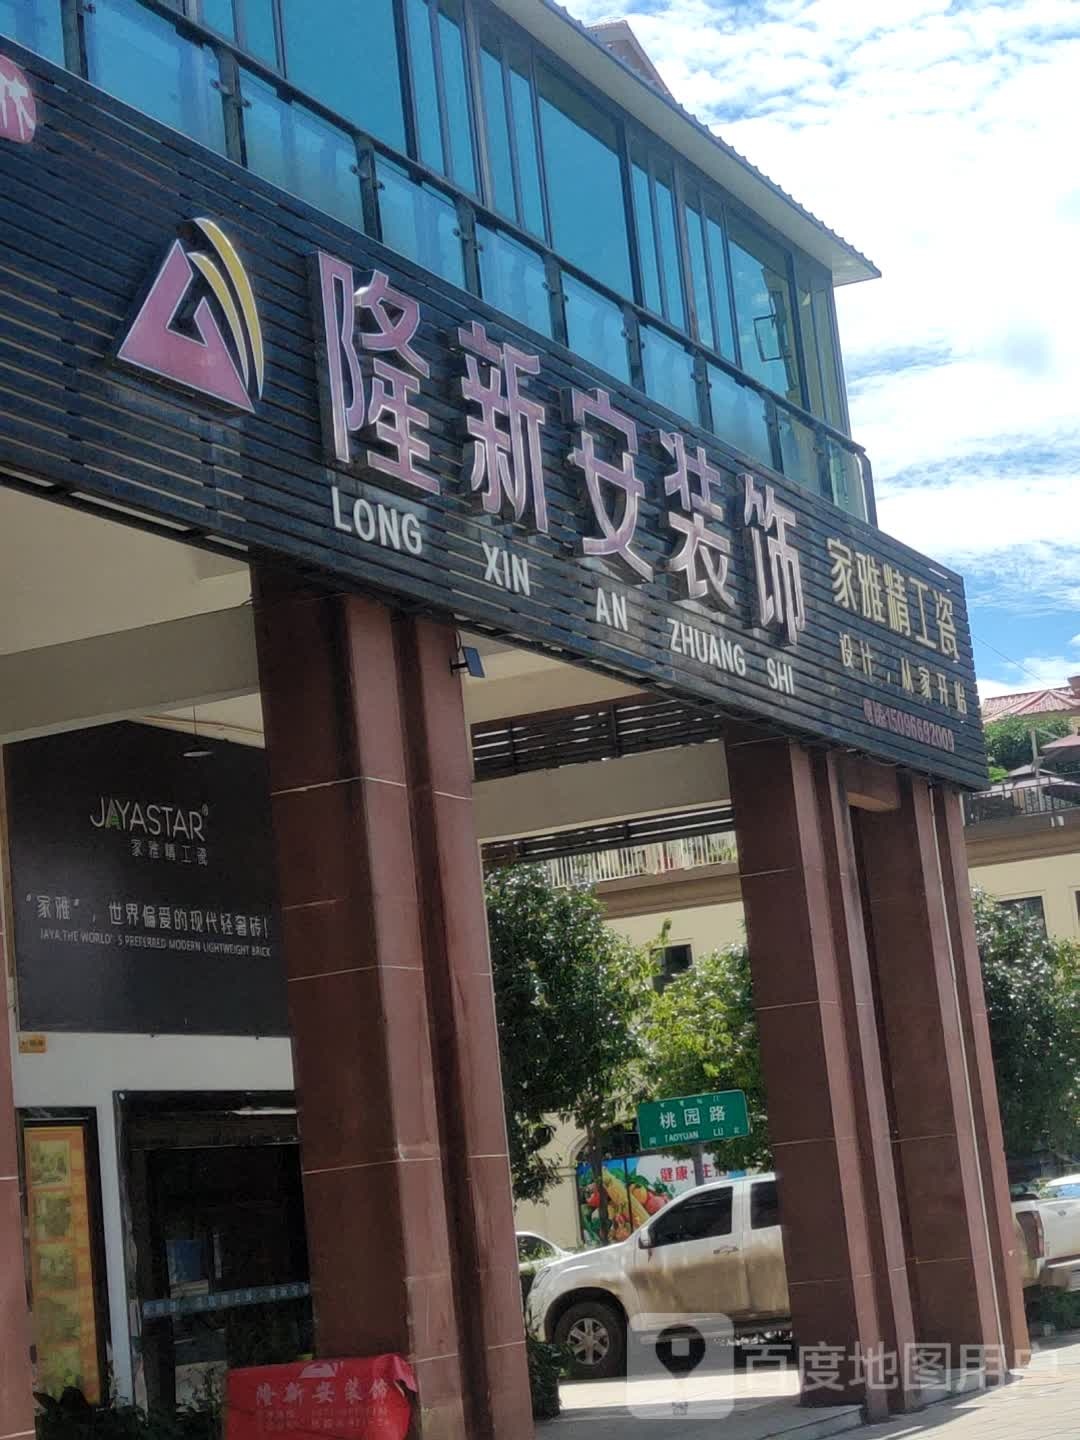 隆新安装饰
LONG XIN AN ZHUANG SHI
家雅精工瓷
设计，从家开始
15096692009
JAYASTAR®
家雅精工瓷
"家雅"，世界偏爱的现代轻奢砖！
JAYA,THE WORLD'S PREFERRED MODERN LIGHTWEIGHT BRICK
桃园路
TAOYUAN LU
健康·生活
隆新安装饰
百度地图用户